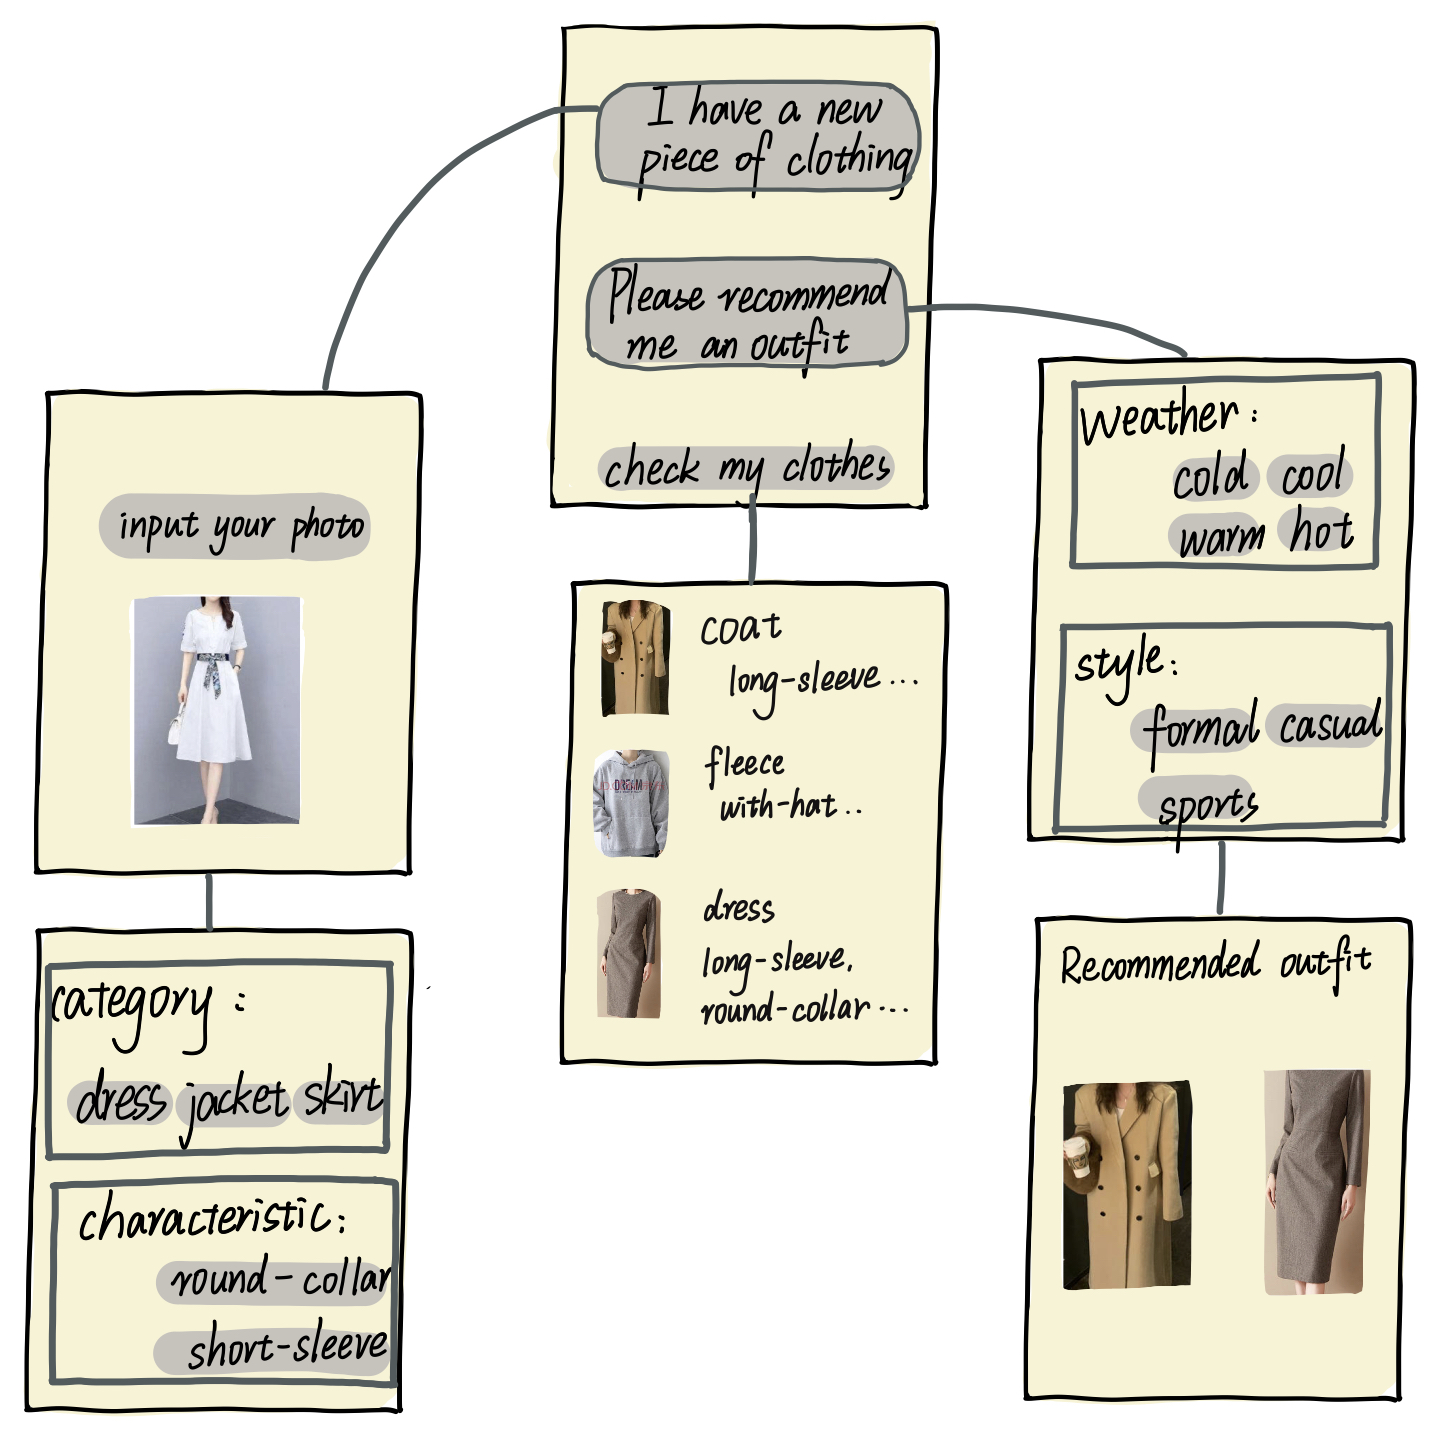 I have a new
piece of clothing
Please recommend
me an outfit
check my clothes
input your photo
category:
dress jacket skirt
characteristic:
round-collar
short-sleeve
coat
long-sleeve...
DREAM
fleece
with-hat..
dress
long-sleeve,
round-collar...
Weather:
cold cool
warm hot
style:
formal casual
sports
Recommended outfit